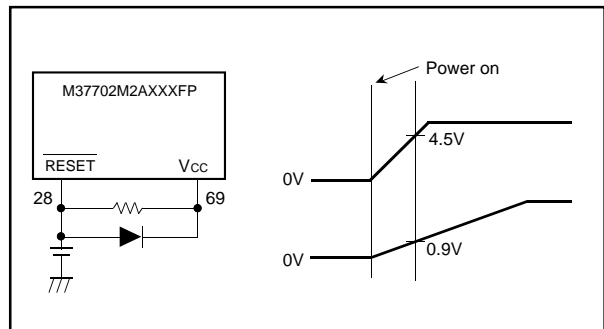 Power on
M37702M2AXXXFP
4.5V
RESET
Vcc
28
69
0V
0V
0.9V